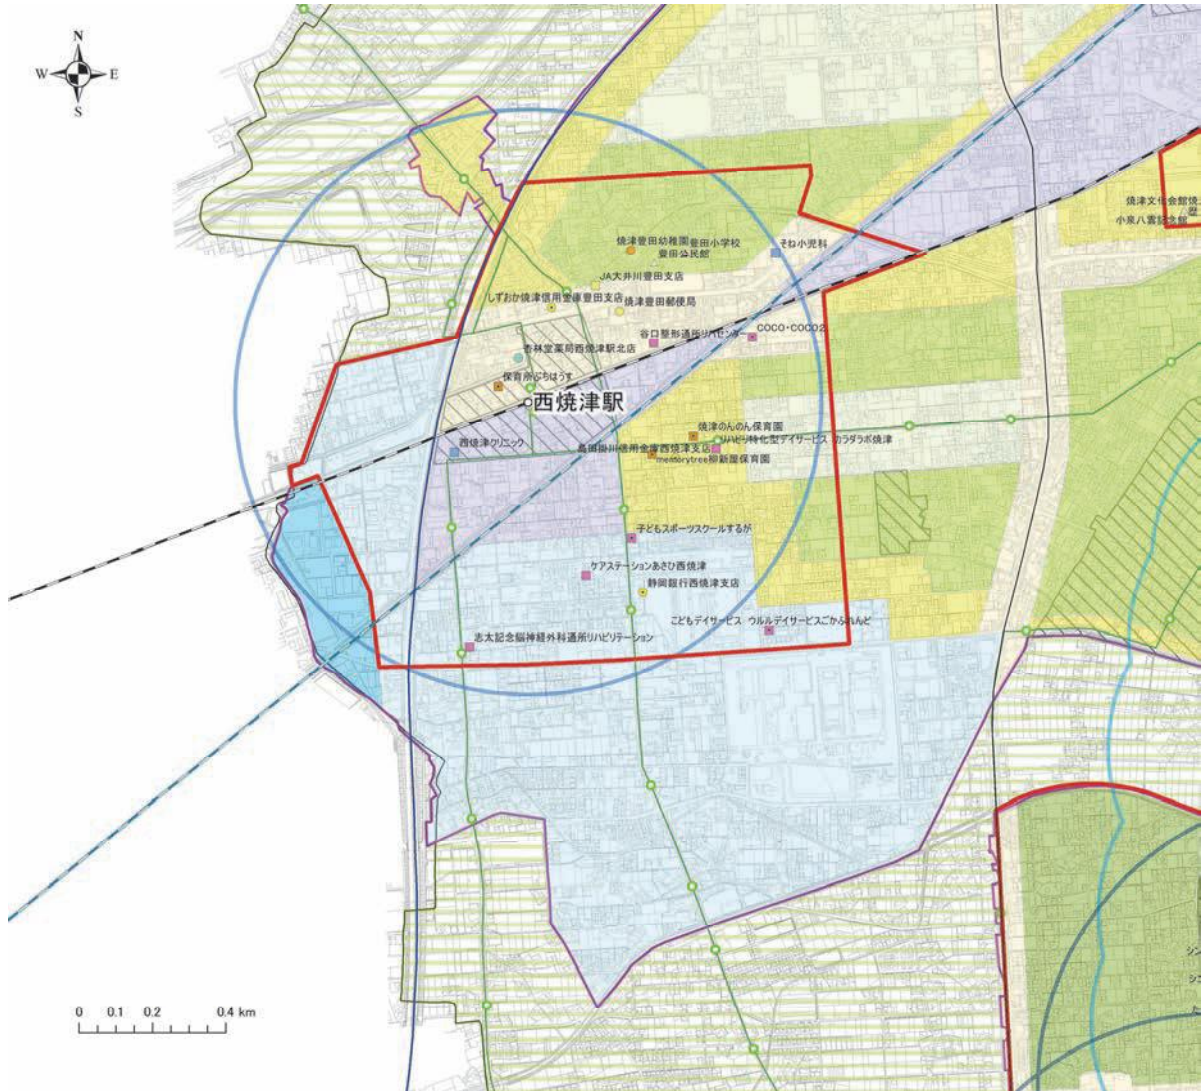 N
W
E
S
焼津文化会館
小泉八雲記念館
焼津豊田幼稚園
豊田小学校
豊田公民館
そね小児科
JA大井川豊田支店
しずおか焼津信用金庫豊田支店
焼津豊田郵便局
谷口整形通所リハセンター
COCO・COCO2
杏林堂薬局西焼津駅北店
保育所ぷちはうす
西焼津駅
焼津のんのん保育園
西焼津クリニック
島田掛川信用金庫西焼津支店
リハビリ特化型デイサービス カラダラボ焼津
memorytree柳新屋保育園
子どもスポーツスクールするが
ケアステーションあさひ西焼津
静岡銀行西焼津支店
こどもデイサービス ウルルデイサービスごかふれんど
志太記念脳神経外科通所リハビリテーション
シン
シニ
た
0 0.1 0.2 0.4 km